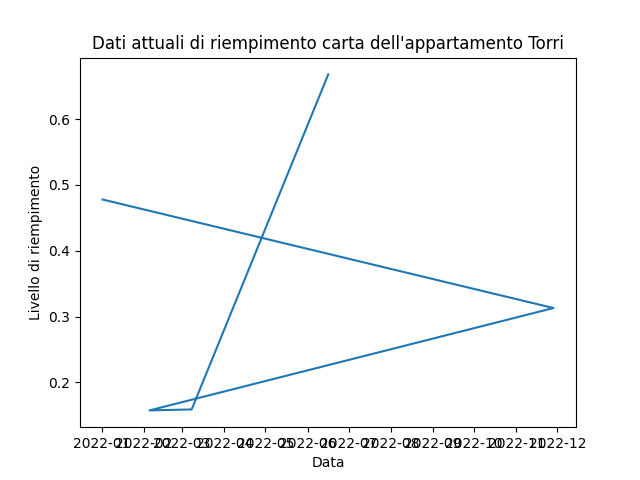 Dati attuali di riempimento carta dell'appartamento Torri
Livello di riempimento
0.6
0.5
0.4
0.3
0.2
2022-01 2022-02 2022-03 2022-04 2022-05 2022-06 2022-07 2022-08 2022-09 2022-10 2022-11 2022-12
Data